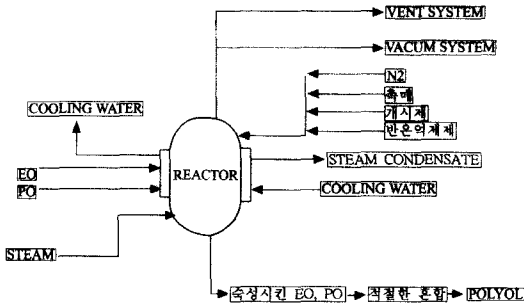 VENT SYSTEM
VACUM SYSTEM
N2
촉매
개시제
반응억제제
COOLING WATER
STEAM CONDENSATE
EO
REACTOR
PO
COOLING WATER
STEAM
숙성시킨 EO, PO
적절한 혼합
POLYOL